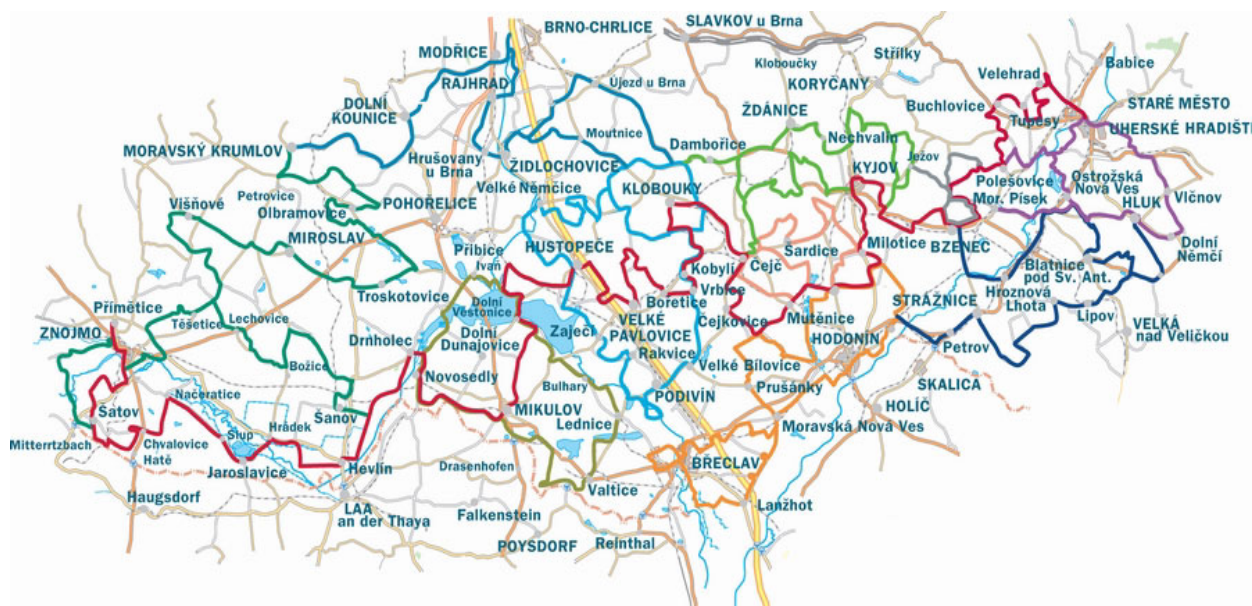 BRNO-CHRLICE
SLAVKOV u Brna
MODŘICE
Kloboučky
Střílky
Babice
Velehrad
RAJHRAD
Újezd u Brna
KORYČANY
Buchlovice
STARÉ MĚSTO
DOLNÍ
KOUNICE
ŽDÁNICE
Tupesy
UHERSKÉ HRADIŠTĚ
Moutnice
Nechvalín
MORAVSKÝ KRUMLOV
Hrušovany
u Brna
ŽIDLOCHOVICE
Dambořice
Ježov
KYJOV
Polešovice
Ostrožská
Nová Ves
Petrovice
Velké Němčice
KLOBOUKY
Mor. Písek
HLUK
Vlčnov
Višňové
Olbramovice
POHOŘELICE
MIROSLAV
HUSTOPEČE
Šardice
Milotice
BZENEC
Dolní
Němčí
Přibice
Ivaň
Kobylí
Čejč
Blatnice
pod Sv. Ant.
Troskotovice
Vrbice
Bořetice
STRÁŽNICE
Hroznová
Lhota
Přímětice
Dolní
Věstonice
Čejkovice
Mutěnice
Lipov
Těšetice
Lechovice
Zaječí
VELKÉ
PAVLOVICE
ZNOJMO
Drnholec
Dolní
Dunajovice
HODONÍN
Petrov
VELKÁ
nad Veličkou
Rakvice
Božice
Novosedly
Bulhary
Velké Bílovice
Prušánky
SKALICA
Načeratice
PODIVÍN
Šatov
Šanov
MIKULOV
Lednice
HOLÍČ
Hrádek
Moravská Nová Ves
Mitterrtzbach
Chvalovice
Hatě
Slup
Jaroslavice
Hevlín
Drasenhofen
BŘECLAV
Valtice
Haugsdorf
LAA
an der Thaya
Falkenstein
Lanžhot
POYSDORF
Reinthal